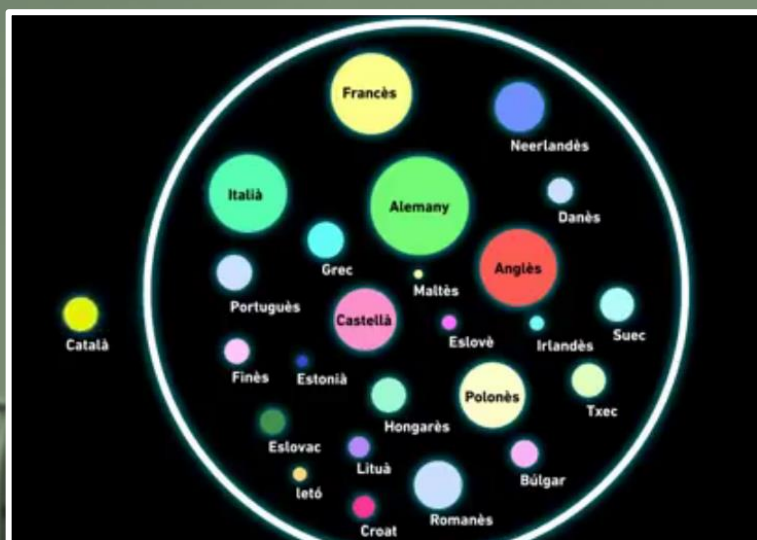 Francès
Neerlandès
Italià
Alemany
Danès
Grec
Anglès
Maltès
Portuguès
Castellà
Eslovè
Irlandès
Suec
Català
Finès
Estonià
Hongarès
Polonès
Txec
Eslovac
Lituà
Búlgar
letó
Romanès
Croat